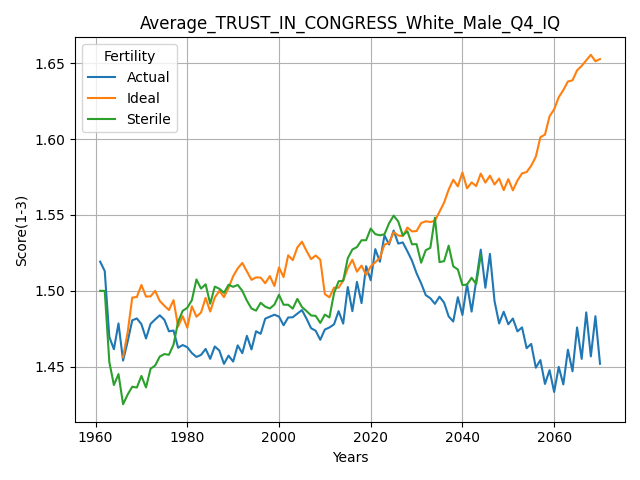 Average_TRUST_IN_CONGRESS_White_Male_Q4_IQ
Fertility
Actual
Ideal
Sterile
Score(1-3)
1.65
1.60
1.55
1.50
1.45
1960
1980
2000
2020
2040
2060
Years